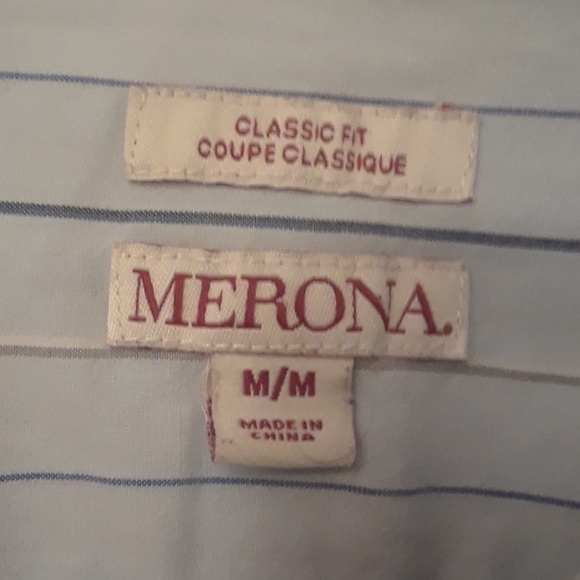 CLASSIC FIT
COUPE CLASSIQUE
MERONA.
M/M
MADE IN
CHINA